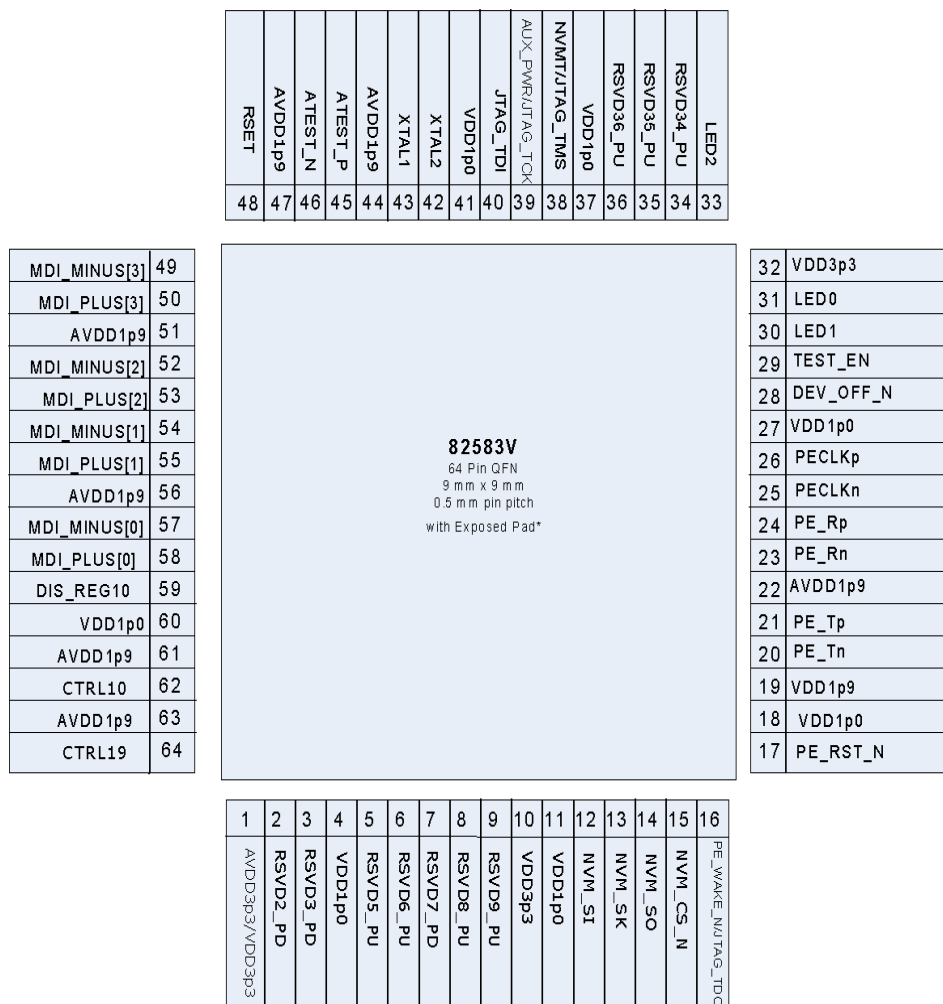 RSET
AVDD1p9
ATEST_N
ATEST_P
AVDD1p9
XTAL1
XTAL2
VDD1p0
JTAG_TDI
AUX_PWR/JTAG_TCK
NVMT/JTAG_TMS
VDD1p0
RSVD36_PU
RSVD35_PU
RSVD34_PU
LED2
48 47 46 45 44 43 42 41 40 39 38 37 36 35 34 33
MDI_MINUS[3] 49
MDI_PLUS[3] 50
AVDD1p9 51
MDI_MINUS[2] 52
MDI_PLUS[2] 53
MDI_MINUS[1] 54
MDI_PLUS[1] 55
AVDD1p9 56
MDI_MINUS[0] 57
MDI_PLUS[0] 58
DIS_REG10 59
VDD1p0 60
AVDD1p9 61
CTRL10 62
AVDD1p9 63
CTRL19 64
82583V
64 Pin QFN
9 mm x 9 mm
0.5 mm pin pitch
with Exposed Pad*
32 VDD3p3
31 LED0
30 LED1
29 TEST_EN
28 DEV_OFF_N
27 VDD1p0
26 PECLKp
25 PECLKn
24 PE_Rp
23 PE_Rn
22 AVDD1p9
21 PE_Tp
20 PE_Tn
19 VDD1p9
18 VDD1p0
17 PE_RST_N
1 2 3 4 5 6 7 8 9 10 11 12 13 14 15 16
AVDD3p3/VDD3p3
RSVD2_PD
RSVD3_PD
VDD1p0
RSVD5_PU
RSVD6_PU
RSVD7_PD
RSVD8_PU
RSVD9_PU
VDD3p3
VDD1p0
NVM_SI
NVM_SK
NVM_SO
NVM_CS_N
PE_WAKE_N/JTAG_TDO